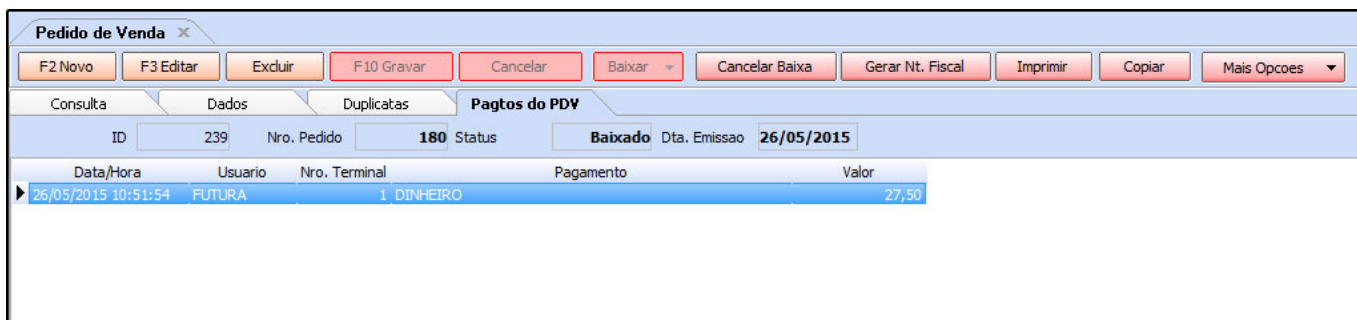 Pedido de Venda
F2 Novo F3 Editar Excluir F10 Gravar Cancelar Baixar Cancelar Baixa Gerar Nt. Fiscal Imprimir Copiar Mais Opcoes
Consulta Dados Duplicatas Pagtos do PDV
ID 239 Nro. Pedido 180 Status Baixado Dta. Emissao 26/05/2015
Data/Hora Usuario Nro. Terminal Pagamento Valor
26/05/2015 10:51:54 FUTURA 1 DINHEIRO 27,50